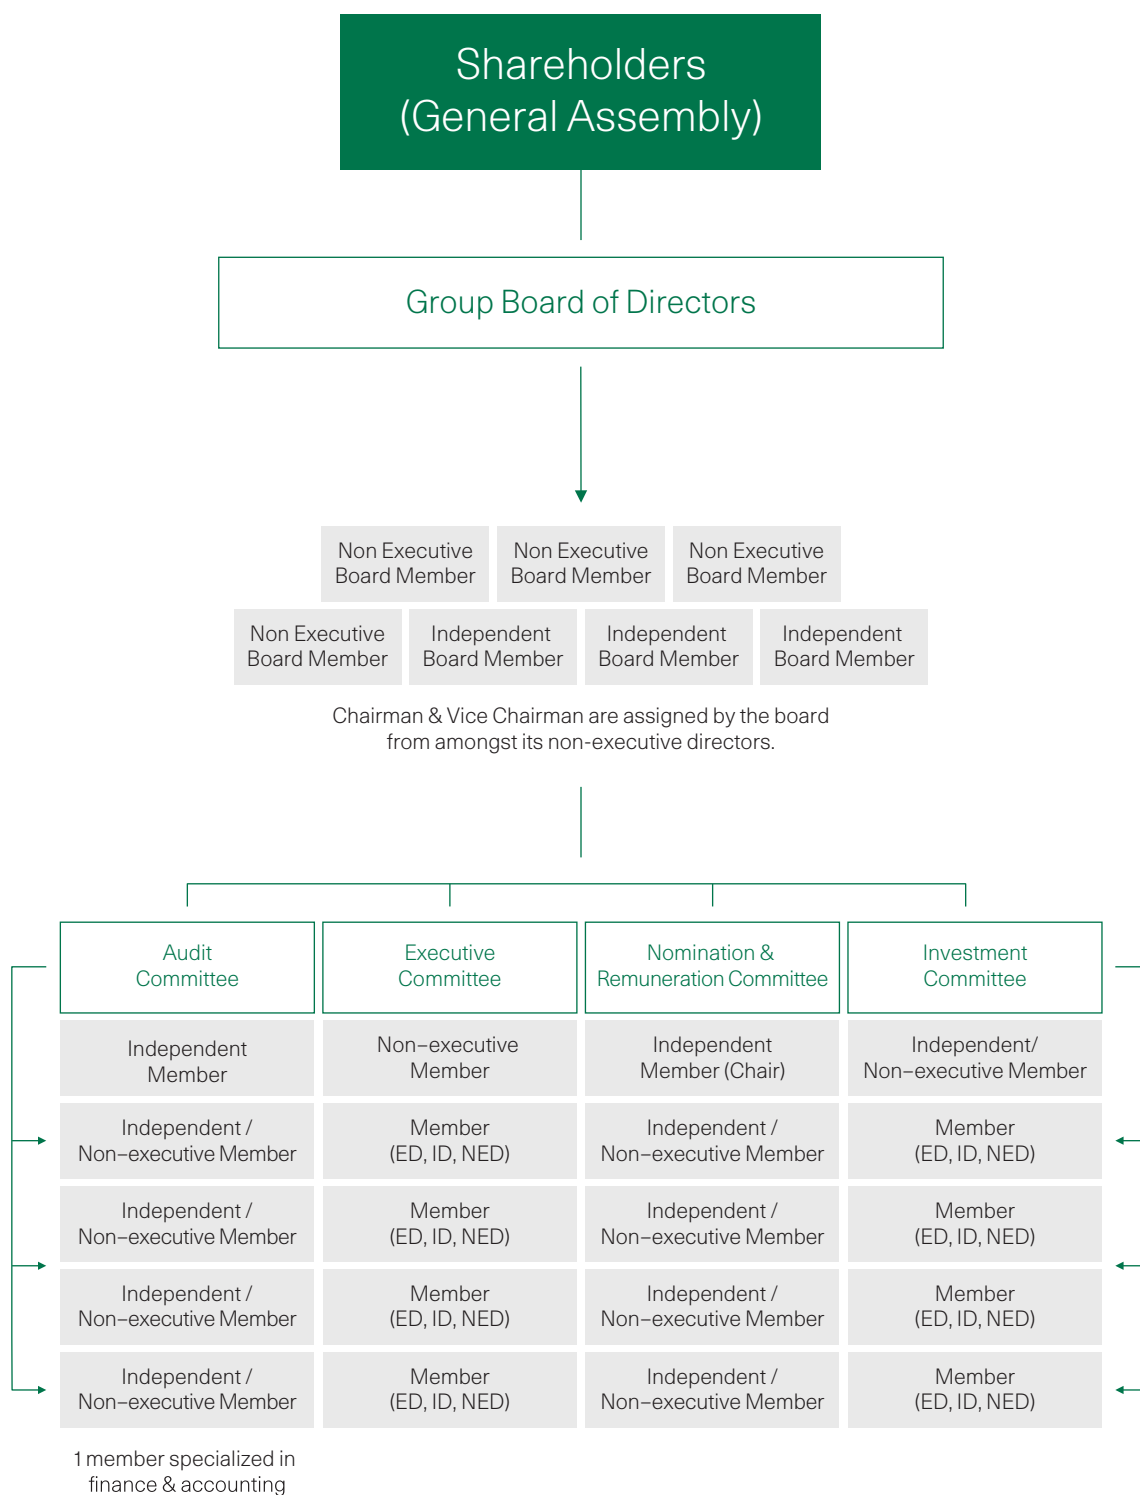 Shareholders
(General Assembly)
Group Board of Directors
Non Executive
Board Member
Non Executive
Board Member
Non Executive
Board Member
Non Executive
Board Member
Independent
Board Member
Independent
Board Member
Independent
Board Member
Chairman & Vice Chairman are assigned by the board
from amongst its non-executive directors.
Audit
Committee
Executive
Committee
Nomination &
Remuneration Committee
Investment
Committee
Independent
Member
Non–executive
Member
Independent
Member (Chair)
Independent/
Non–executive Member
Independent /
Non–executive Member
Member
(ED, ID, NED)
Independent /
Non–executive Member
Member
(ED, ID, NED)
Independent /
Non–executive Member
Member
(ED, ID, NED)
Independent /
Non–executive Member
Member
(ED, ID, NED)
Independent /
Non–executive Member
Member
(ED, ID, NED)
Independent /
Non–executive Member
Member
(ED, ID, NED)
Independent /
Non–executive Member
Member
(ED, ID, NED)
Independent /
Non–executive Member
Member
(ED, ID, NED)
1 member specialized in
finance & accounting